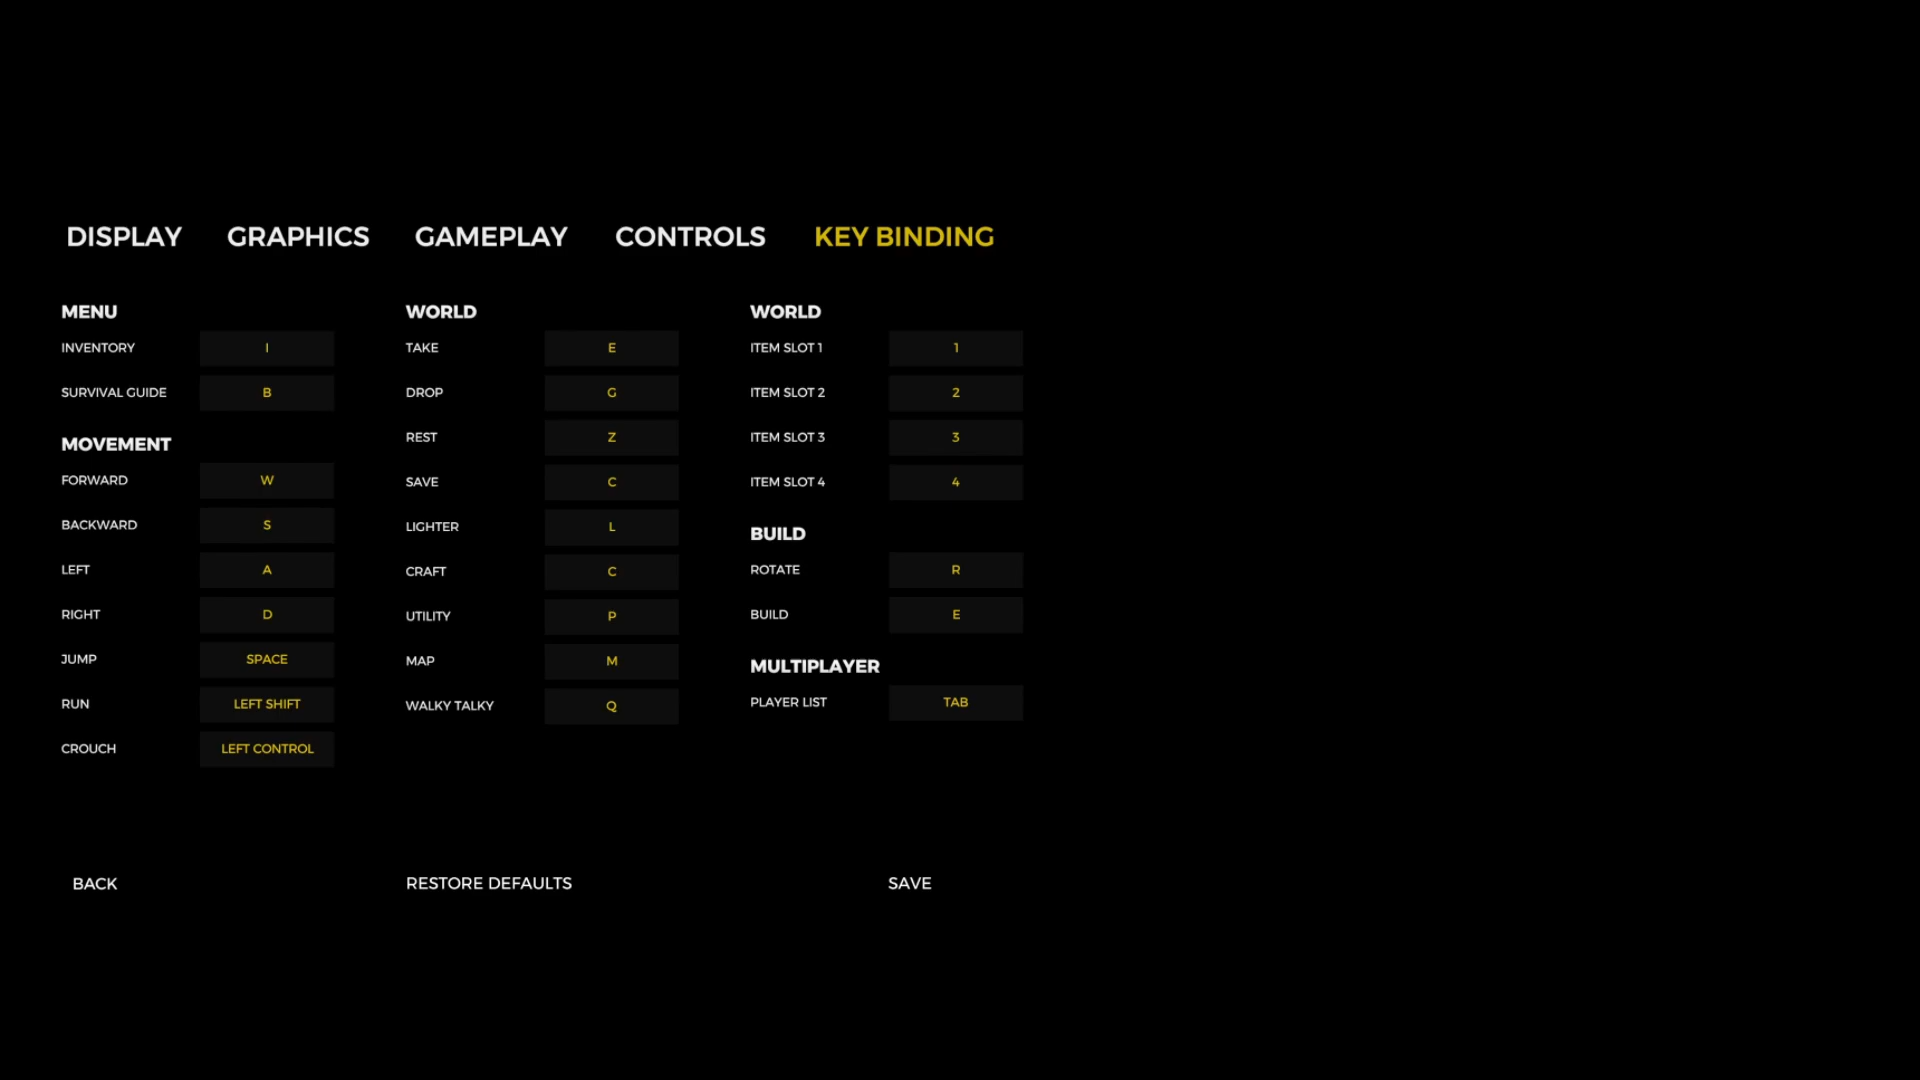 DISPLAY GRAPHICS GAMEPLAY CONTROLS KEY BINDING
MENU
INVENTORY I
SURVIVAL GUIDE B
MOVEMENT
FORWARD W
BACKWARD S
LEFT A
RIGHT D
JUMP SPACE
RUN LEFT SHIFT
CROUCH LEFT CONTROL
WORLD
TAKE E
DROP G
REST Z
SAVE C
LIGHTER L
CRAFT C
UTILITY P
MAP M
WALKY TALKY Q
WORLD
ITEM SLOT 1 1
ITEM SLOT 2 2
ITEM SLOT 3 3
ITEM SLOT 4 4
BUILD
ROTATE R
BUILD E
MULTIPLAYER
PLAYER LIST TAB
BACK RESTORE DEFAULTS SAVE